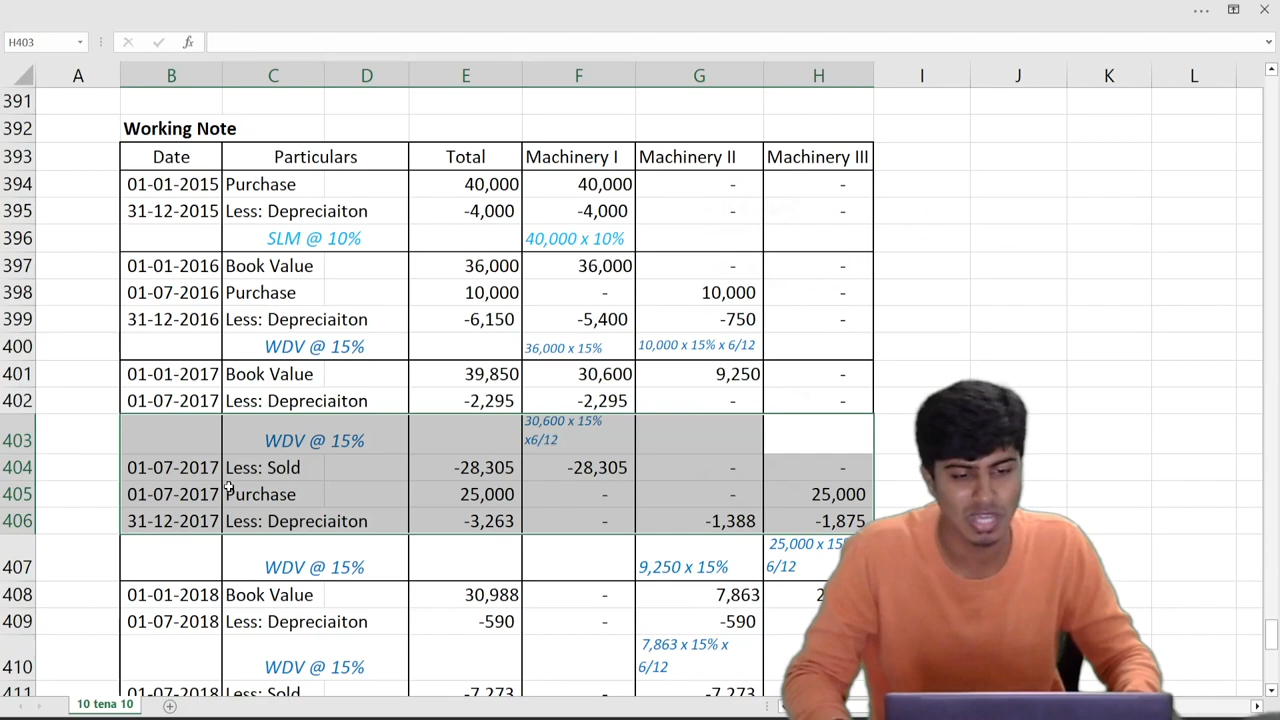 H403
fx
A B C D E F G H I J K L
391
392 Working Note
393 Date Particulars Total Machinery I Machinery II Machinery III
394 01-01-2015 Purchase 40,000 40,000 - -
395 31-12-2015 Less: Depreciaiton -4,000 -4,000 - -
396 SLM @ 10% 40,000 x 10%
397 01-01-2016 Book Value 36,000 36,000 - -
398 01-07-2016 Purchase 10,000 - 10,000 -
399 31-12-2016 Less: Depreciaiton -6,150 -5,400 -750 -
400 WDV @ 15% 36,000 x 15% 10,000 x 15% x 6/12
401 01-01-2017 Book Value 39,850 30,600 9,250 -
402 01-07-2017 Less: Depreciaiton -2,295 -2,295 - -
30,600 x 15%
403 WDV @ 15% x6/12
404 01-07-2017 Less: Sold -28,305 -28,305 - -
405 01-07-2017 Purchase 25,000 - - 25,000
406 31-12-2017 Less: Depreciaiton -3,263 - -1,388 -1,875
25,000 x 15%
407 WDV @ 15% 9,250 x 15% 6/12
408 01-01-2018 Book Value 30,988 - 7,863
409 01-07-2018 Less: Depreciaiton -590 - -590
7,863 x 15% x
410 WDV @ 15% 6/12
411 01-07-2018 Less: Sold -7,273 - -7,273
10 tena 10